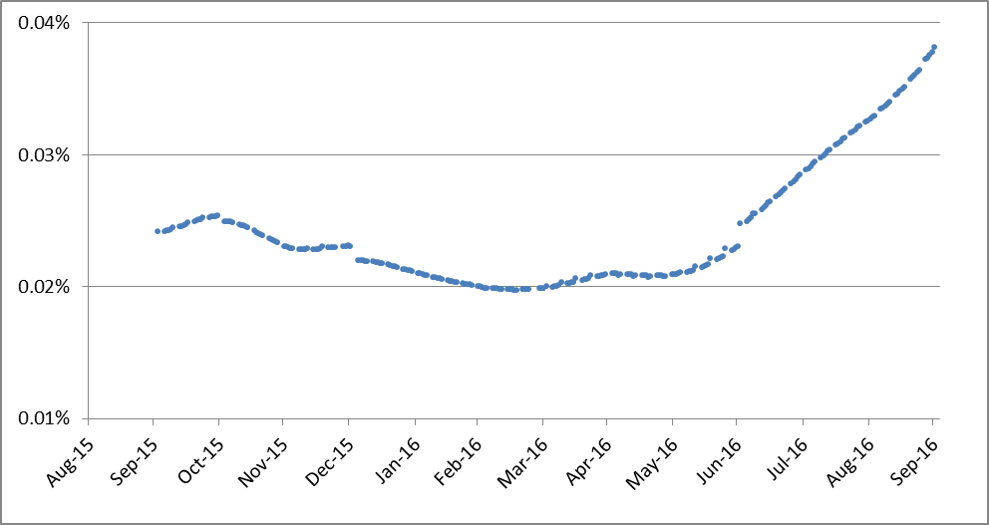 0.04%
0.03%
0.02%
0.01%
Aug-15
Sep-15
Oct-15
Nov-15
Dec-15
Jan-16
Feb-16
Mar-16
Apr-16
May-16
Jun-16
Jul-16
Aug-16
Sep-16